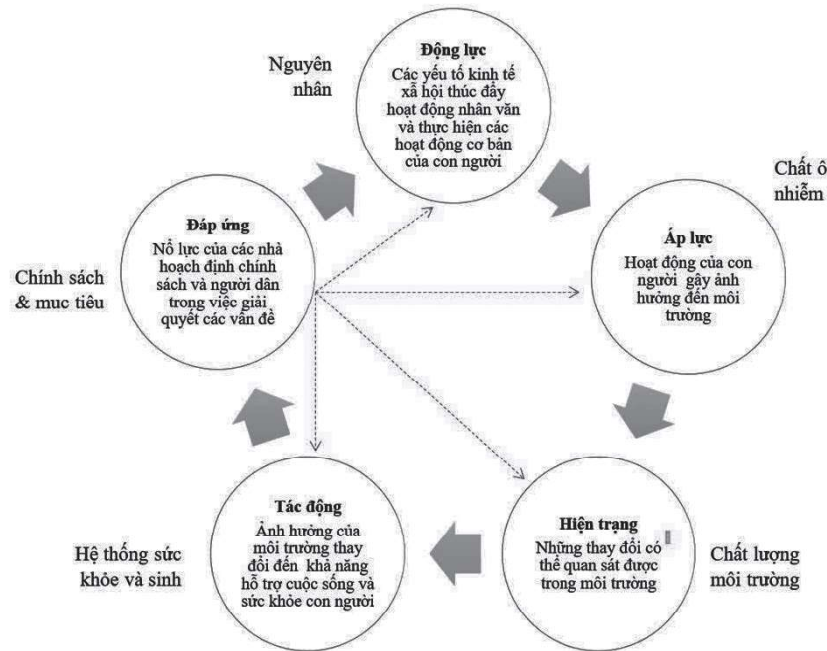 Nguyên
nhân
Động lực
Các yếu tố kinh tế
xã hội thúc đẩy
hoạt động nhân văn
và thực hiện các
hoạt động cơ bản
của con người
Chất ô
nhiễm
Áp lực
Hoạt động của con
người gây ảnh
hưởng đến môi
trường
Đáp ứng
Nỗ lực của các nhà
hoạch định chính
sách và người dân
trong việc giải
quyết các vấn đề
Chính sách
& muc tiêu
Tác động
Ảnh hưởng của
môi trường thay
đổi đến khả năng
hỗ trợ cuộc sống và
sức khỏe con người
Hệ thống sức
khỏe và sinh
Hiện trạng
Những thay đổi có
thể quan sát được
trong môi trường
Chất lượng
môi trường